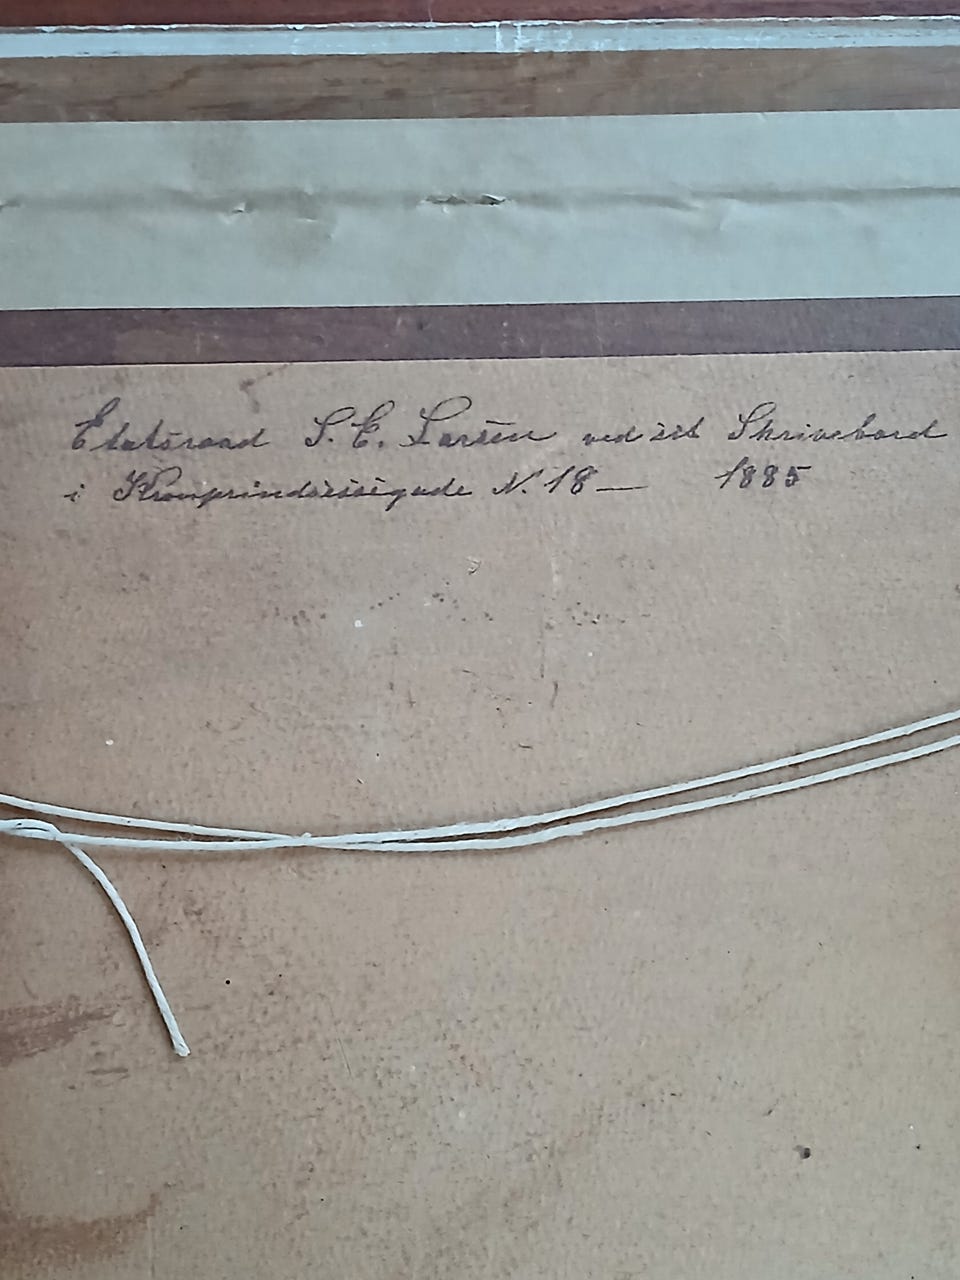 Etatsraad S. E. Larsen ved sit Skrivebord
i Kronprindsessegade N. 18 — 1885